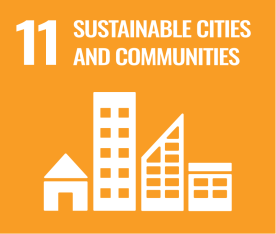 11 SUSTAINABLE CITIES
AND COMMUNITIES